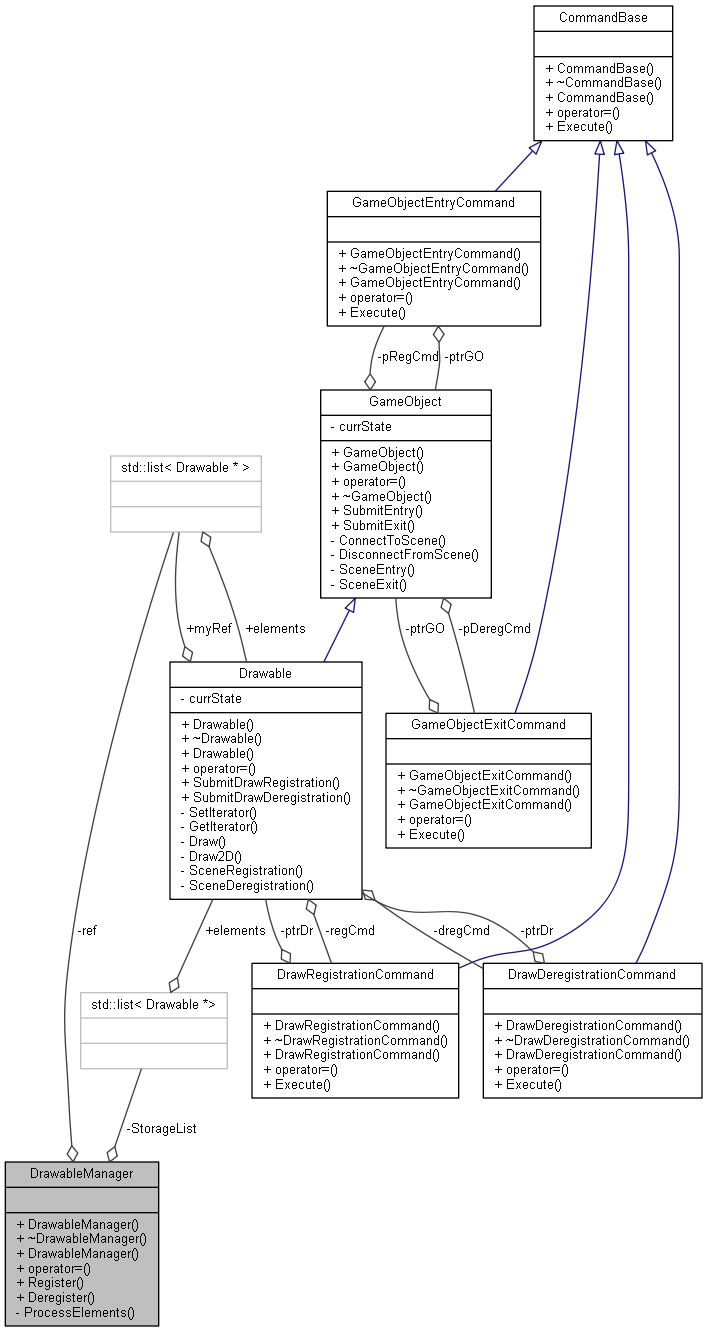 CommandBase
+ CommandBase()
+ ~CommandBase()
+ CommandBase()
+ operator=()
+ Execute()
GameObjectEntryCommand
+ GameObjectEntryCommand()
+ ~GameObjectEntryCommand()
+ GameObjectEntryCommand()
+ operator=()
+ Execute()
-pRegCmd
-ptrGO
GameObject
- currState
+ GameObject()
+ GameObject()
+ operator=()
+ ~GameObject()
+ SubmitEntry()
+ SubmitExit()
- ConnectToScene()
- DisconnectFromScene()
- SceneEntry()
- SceneExit()
std::list< Drawable * >
+myRef
+elements
-ptrGO
-pDeregCmd
Drawable
- currState
+ Drawable()
+ ~Drawable()
+ Drawable()
+ operator=()
+ SubmitDrawRegistration()
+ SubmitDrawDeregistration()
- SetIterator()
- GetIterator()
- Draw()
- Draw2D()
- SceneRegistration()
- SceneDeregistration()
GameObjectExitCommand
+ GameObjectExitCommand()
+ ~GameObjectExitCommand()
+ GameObjectExitCommand()
+ operator=()
+ Execute()
-ref
+elements
-ptrDr
-regCmd
-dregCmd
-ptrDr
std::list< Drawable *>
DrawRegistrationCommand
+ DrawRegistrationCommand()
+ ~DrawRegistrationCommand()
+ DrawRegistrationCommand()
+ operator=()
+ Execute()
DrawDeregistrationCommand
+ DrawDeregistrationCommand()
+ ~DrawDeregistrationCommand()
+ DrawDeregistrationCommand()
+ operator=()
+ Execute()
-StorageList
DrawableManager
+ DrawableManager()
+ ~DrawableManager()
+ DrawableManager()
+ operator=()
+ Register()
+ Deregister()
- ProcessElements()